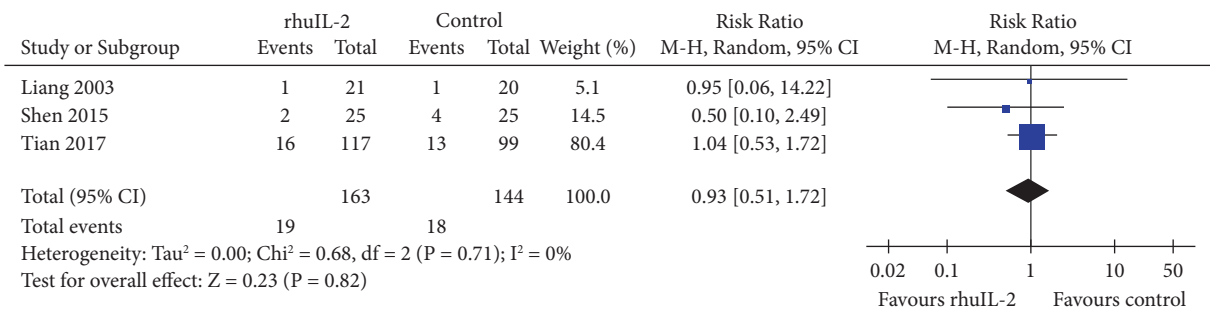 rhuIL-2 Control Risk Ratio Risk Ratio
Study or Subgroup Events Total Events Total Weight (%) M-H, Random, 95% CI M-H, Random, 95% CI
Liang 2003 1 21 1 20 5.1 0.95 [0.06, 14.22]
Shen 2015 2 25 4 25 14.5 0.50 [0.10, 2.49]
Tian 2017 16 117 13 99 80.4 1.04 [0.53, 1.72]
Total (95% CI) 163 144 100.0 0.93 [0.51, 1.72]
Total events 19 18
Heterogeneity: Tau² = 0.00; Chi² = 0.68, df = 2 (P = 0.71); I² = 0%
Test for overall effect: Z = 0.23 (P = 0.82)
0.02 0.1 1 10 50
Favours rhuIL-2 Favours control